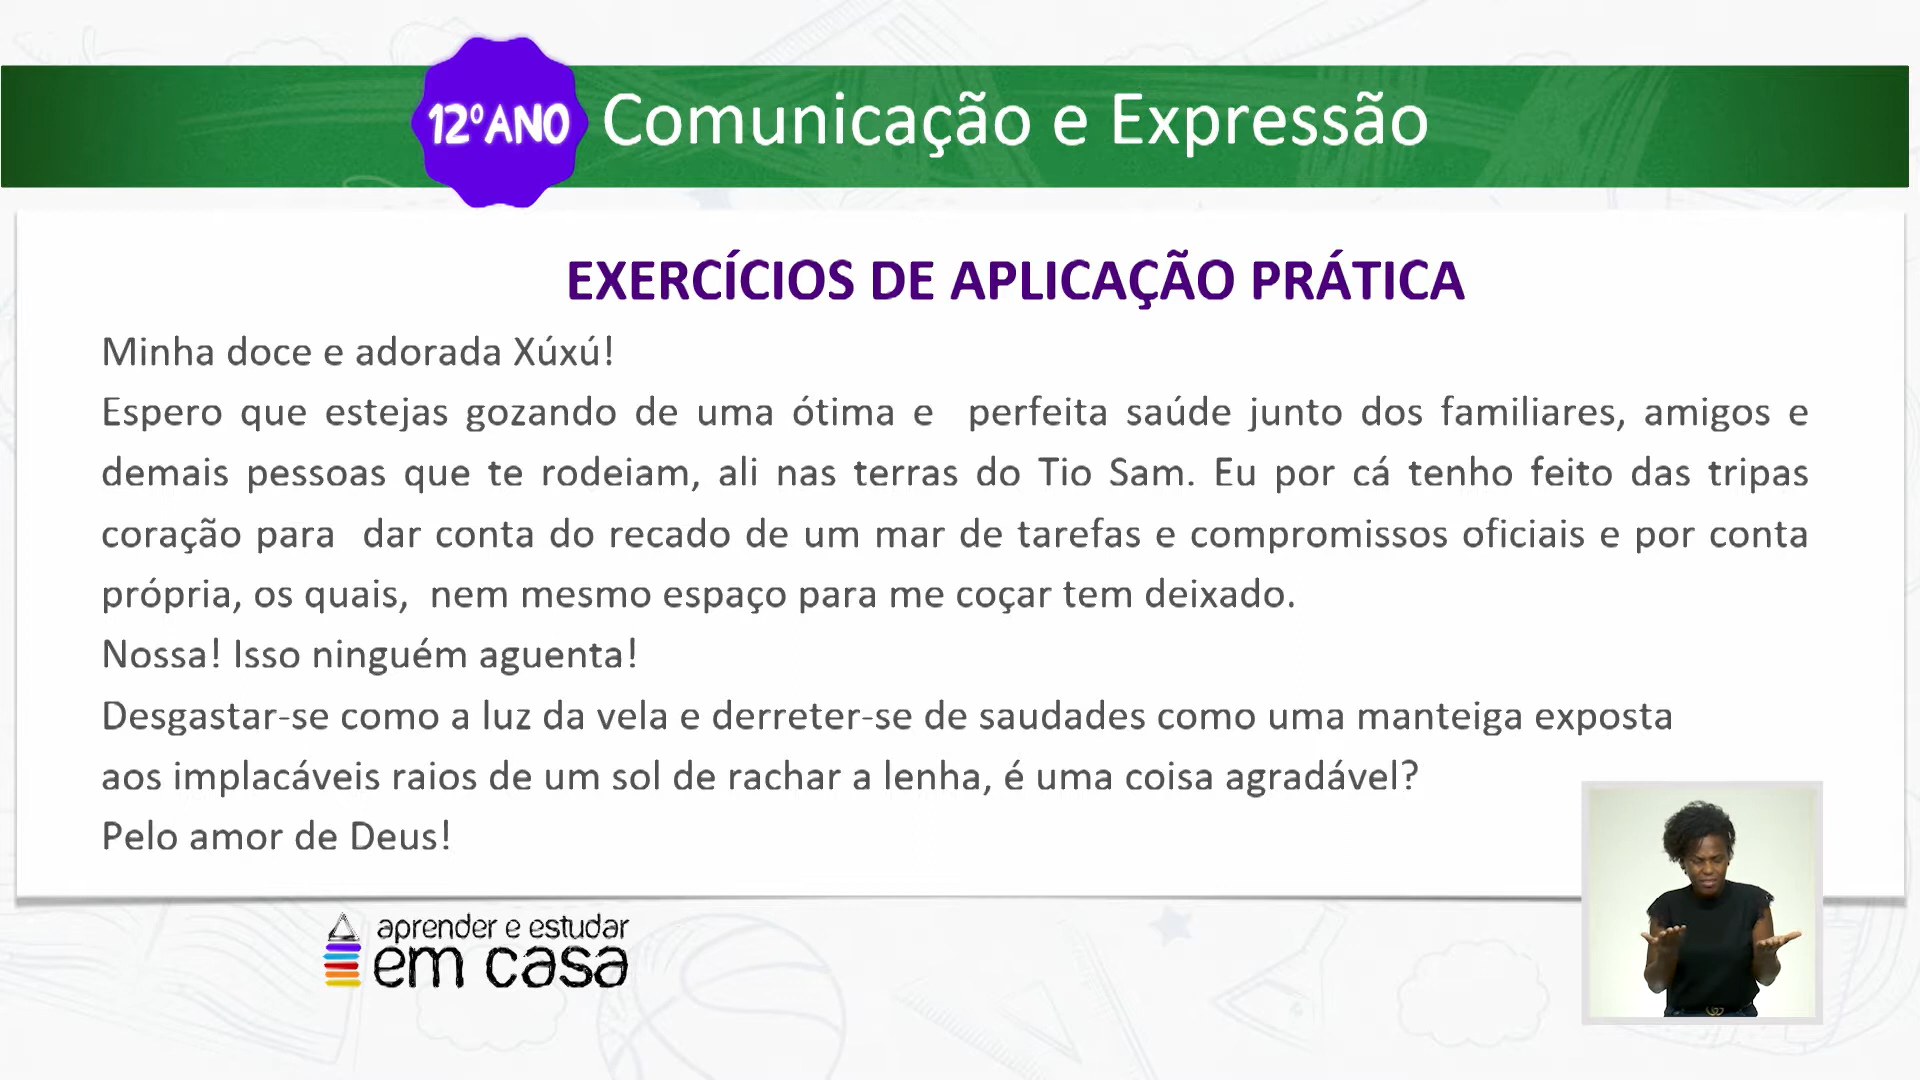 12ºANO Comunicação e Expressão
EXERCÍCIOS DE APLICAÇÃO PRÁTICA
Minha doce e adorada Xúxú!
Espero que estejas gozando de uma ótima e perfeita saúde junto dos familiares, amigos e
demais pessoas que te rodeiam, ali nas terras do Tio Sam. Eu por cá tenho feito das tripas
coração para dar conta do recado de um mar de tarefas e compromissos oficiais e por conta
própria, os quais, nem mesmo espaço para me coçar tem deixado.
Nossa! Isso ninguém aguenta!
Desgastar-se como a luz da vela e derreter-se de saudades como uma manteiga exposta
aos implacáveis raios de um sol de rachar a lenha, é uma coisa agradável?
Pelo amor de Deus!
aprender e estudar
em casa